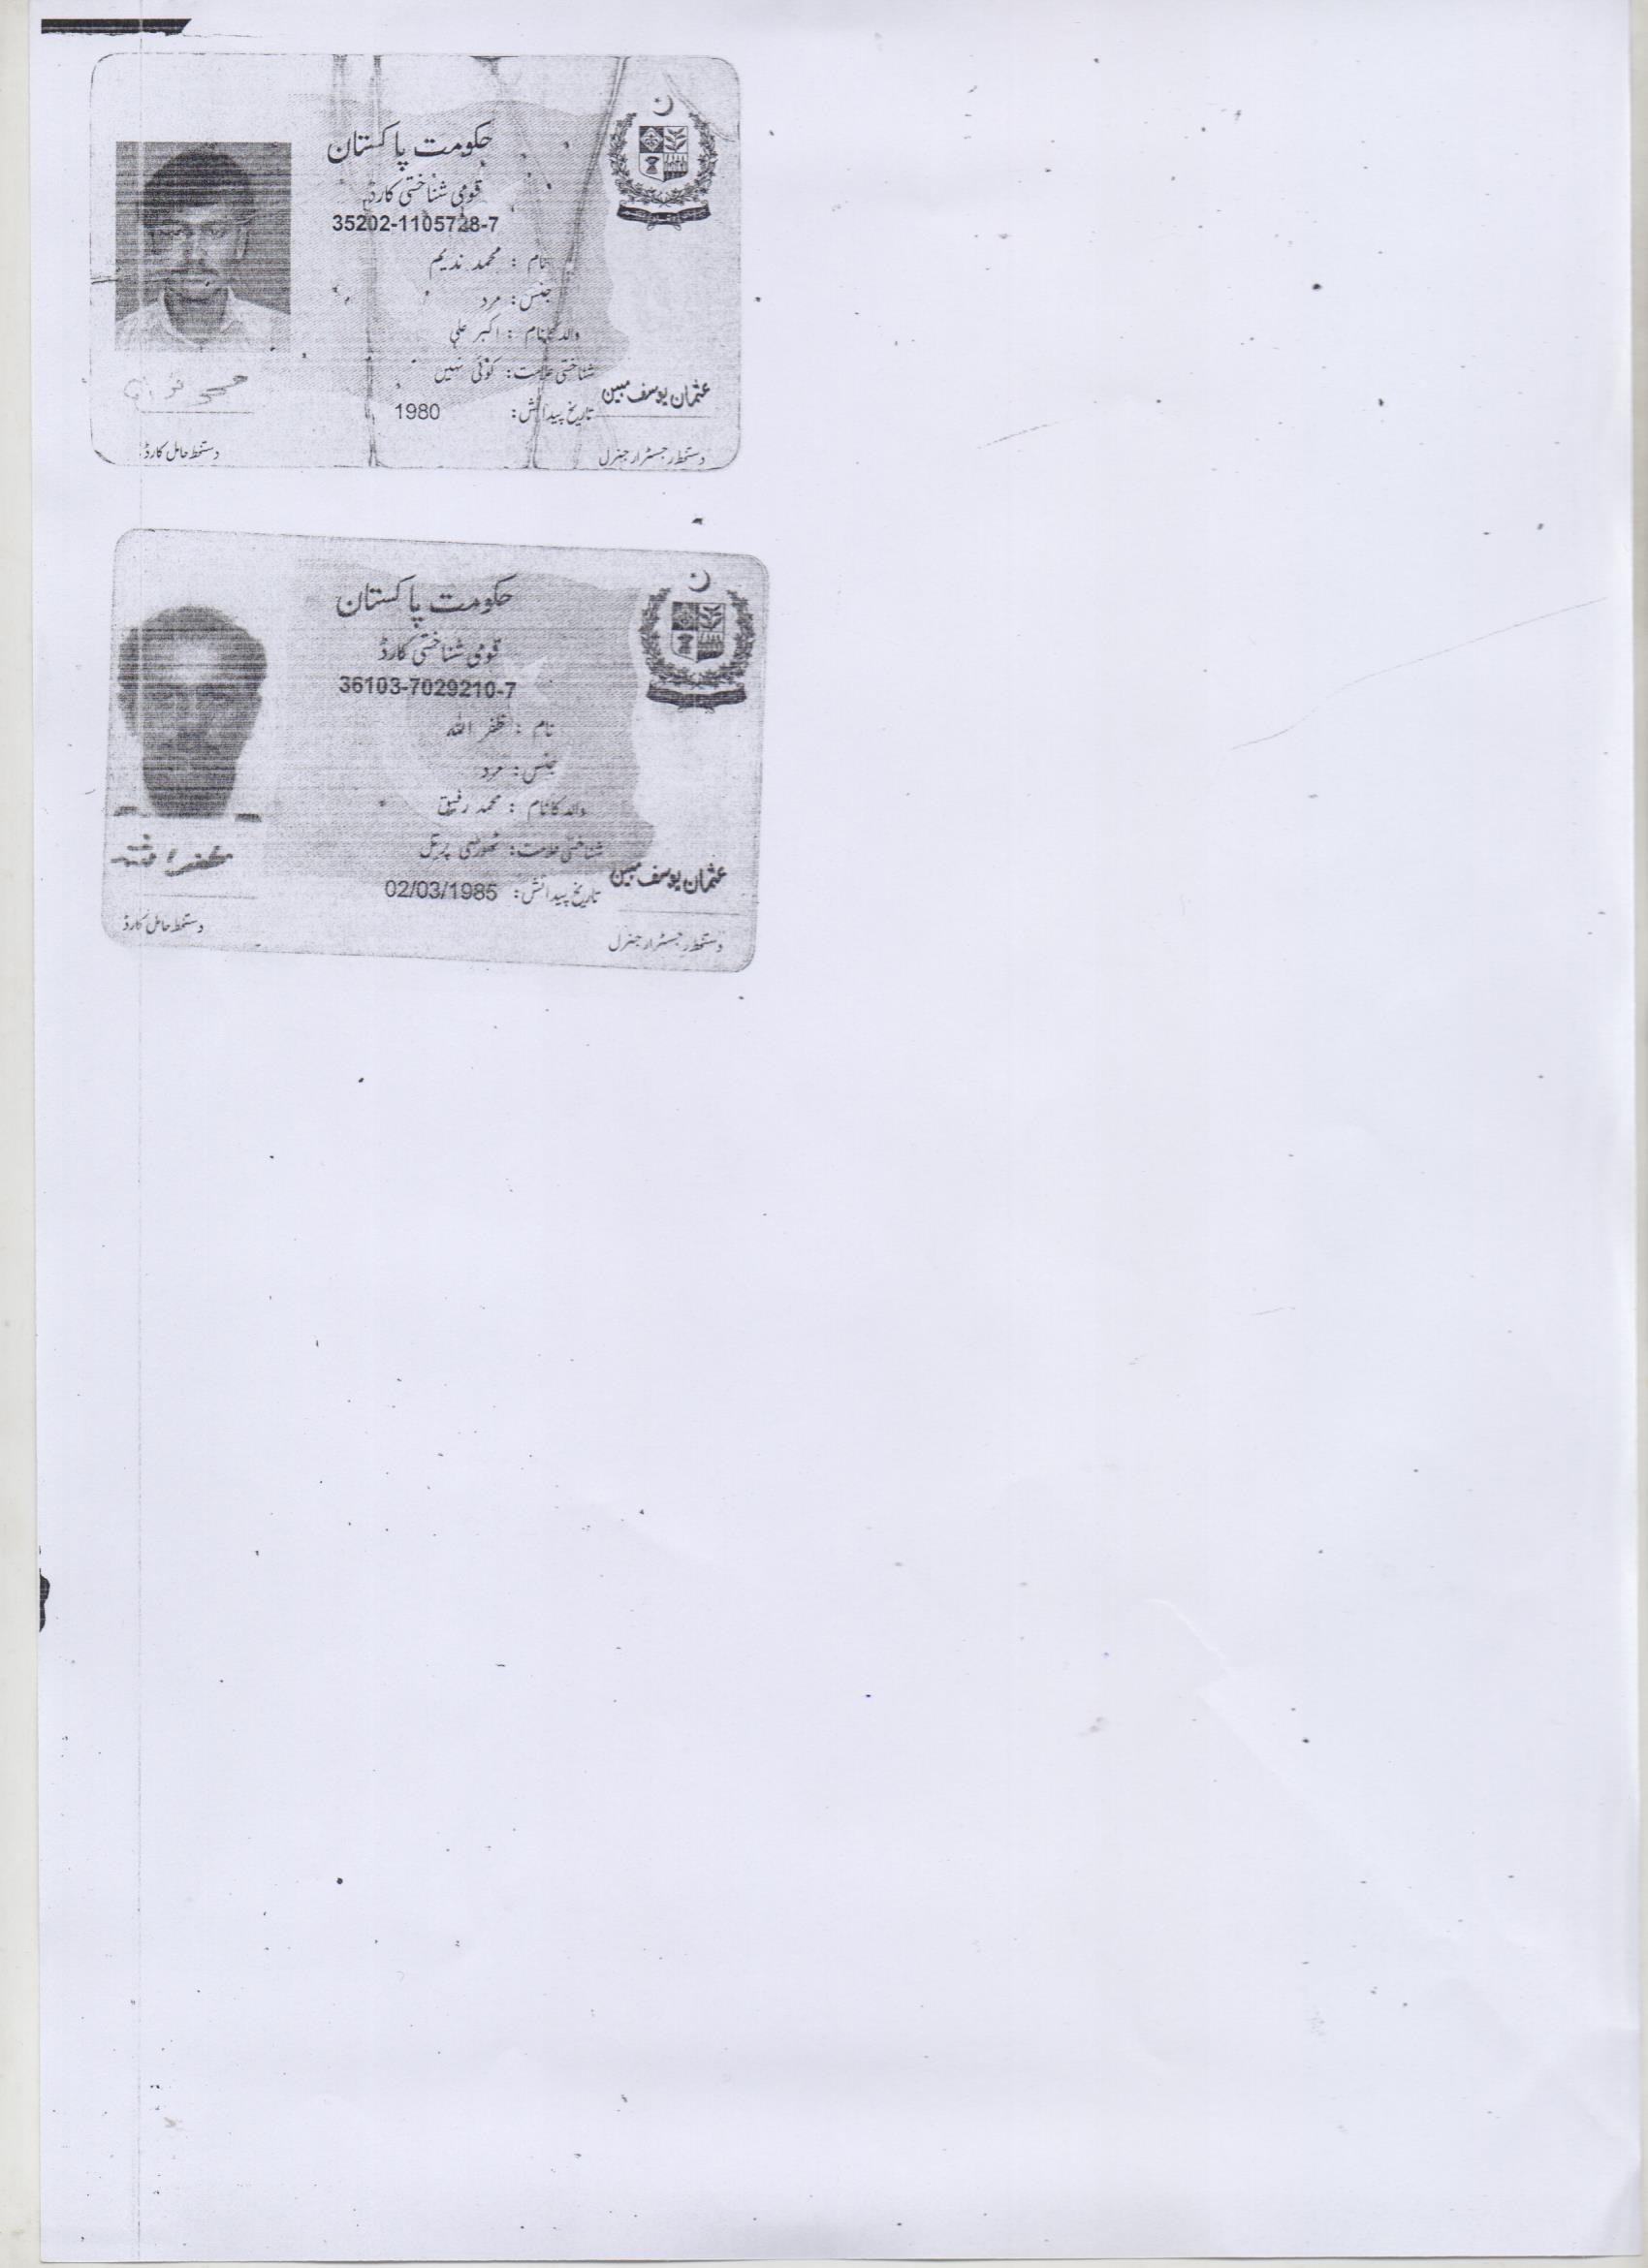 حکومت پاکستان
قومی شناختی کارڈ
35202-1105728-7
نام : محمد ندیم
جنس : مرد
والد کا نام : اکبر علی
شناختی علامت : کوئی نہیں
تاریخ پیدائش : 1980
عثمان یوسف مبین
دستخط حامل کارڈ
دستخط رجسٹرار جنرل
حکومت پاکستان
قومی شناختی کارڈ
36103-7029210-7
نام : ظفر اللہ
جنس : مرد
والد کا نام : محمد رفیق
شناختی علامت : ٹھوڑی پر تل
تاریخ پیدائش : 02/03/1985
عثمان یوسف مبین
ظفراللہ
دستخط حامل کارڈ
دستخط رجسٹرار جنرل